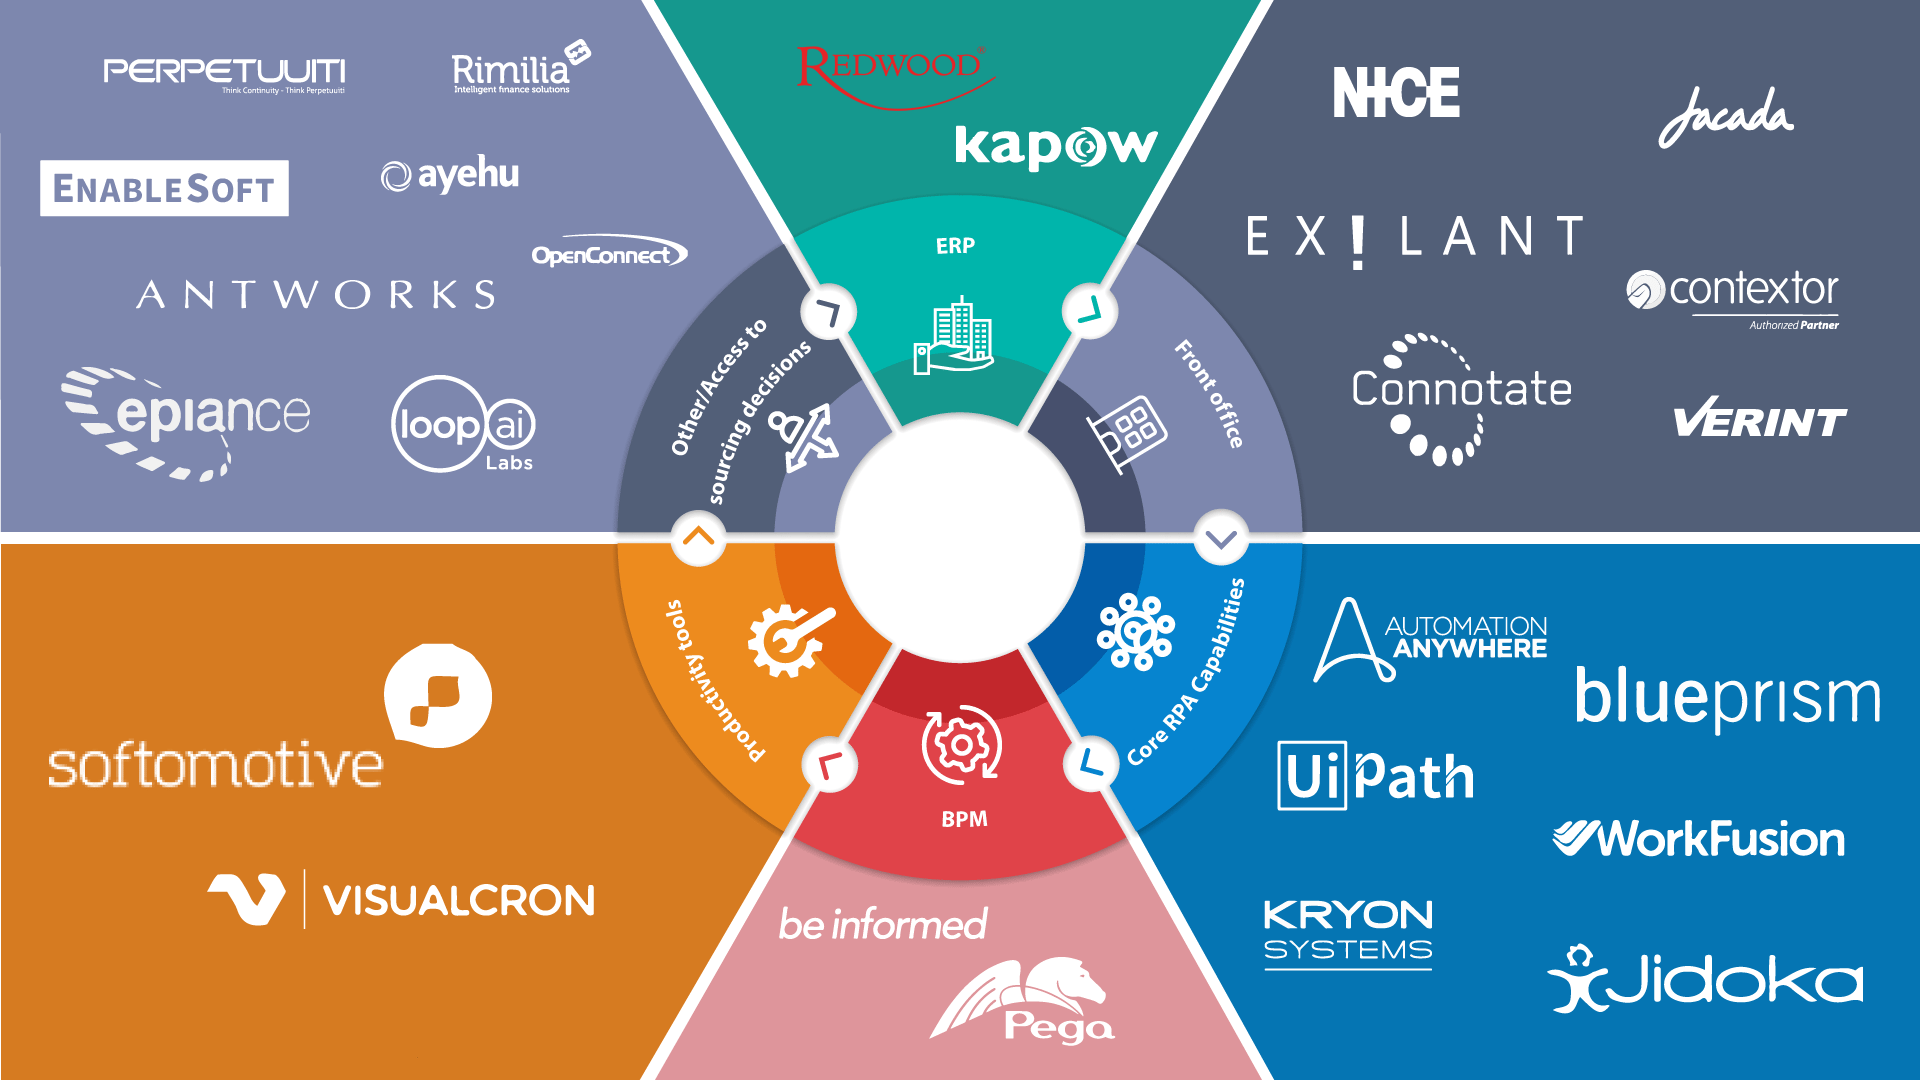 PERPETUUITI
Think Continuity - Think Perpetuuiti
Rimilia
Intelligent finance solutions
ENABLESOFT
ayehu
OPENCONNECT
ANTWORKS
epiance
loop ai
Labs
REDWOOD®
kapow
NICE
Jacada
EX!LANT
contextor
Authorized Partner
Connotate
VERINT
ERP
Other/Access to
sourcing decisions
Front office
Productivity tools
Core RPA Capabilities
BPM
softomotive
VISUALCRON
be informed
Pega
AUTOMATION
ANYWHERE
blueprism
UiPath
WorkFusion
KRYON
SYSTEMS
Jidoka